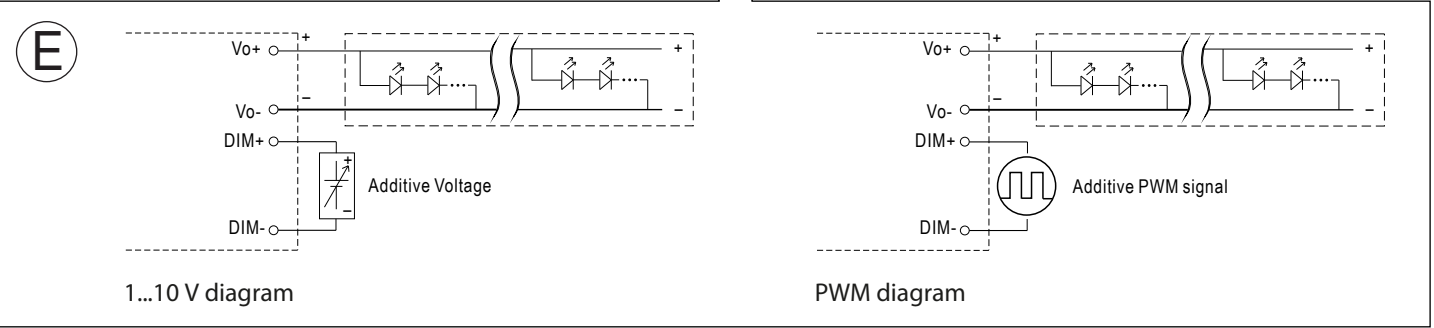 E
Vo+
+
+
Vo-
–
–
DIM+
+
–
Additive Voltage
DIM-
1...10 V diagram
Vo+
+
+
Vo-
–
–
DIM+
Additive PWM signal
DIM-
PWM diagram